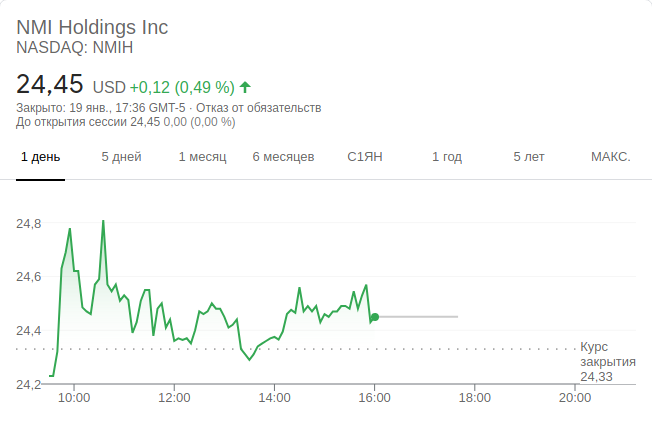 NMI Holdings Inc
NASDAQ: NMIH
24,45 USD +0,12 (0,49 %)
Закрыто: 19 янв., 17:36 GMT-5 · Отказ от обязательств
До открытия сессии 24,45 0,00 (0,00 %)
1 день 5 дней 1 месяц 6 месяцев С1ЯН 1 год 5 лет МАКС.
24,8
24,6
24,4
Курс
закрытия
24,33
24,2
10:00 12:00 14:00 16:00 18:00 20:00